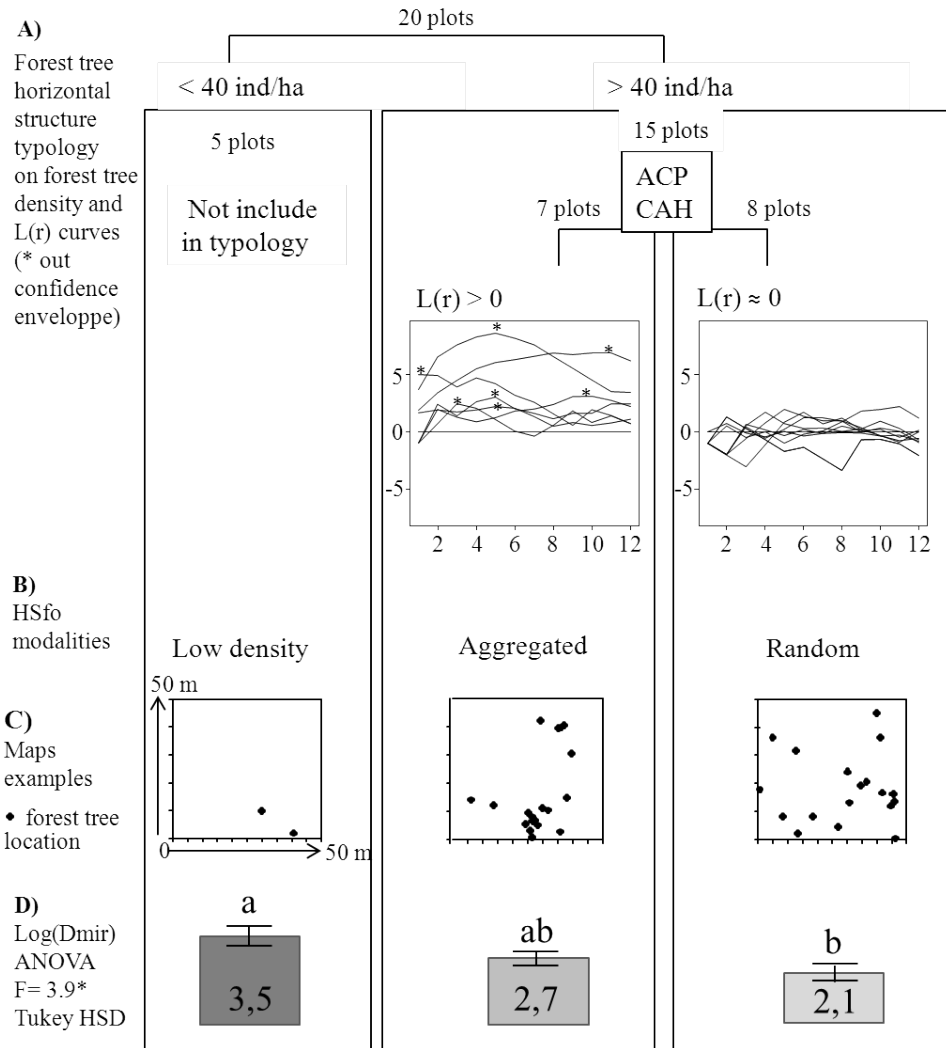 20 plots
A)
Forest tree
horizontal
structure
typology
on forest tree
density and
L(r) curves
(* out
confidence
enveloppe)
< 40 ind/ha
> 40 ind/ha
5 plots
15 plots
Not include
in typology
ACP
CAH
7 plots
8 plots
L(r) > 0
L(r) ≈ 0
*
*
*
*
*
*
*
5
0
-5
2 4 6 8 10 12
5
0
-5
2 4 6 8 10 12
B)
HSfo
modalities
Low density
Aggregated
Random
C)
Maps
examples
forest tree
location
50 m
0
50 m
D)
Log(Dmir)
ANOVA
F= 3.9*
Tukey HSD
a
3,5
ab
2,7
b
2,1